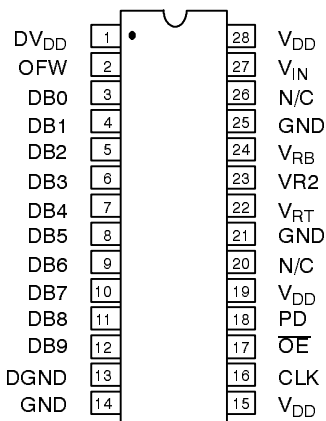 DVDD 1 28 VDD
OFW 2 27 VIN
DB0 3 26 N/C
DB1 4 25 GND
DB2 5 24 VRB
DB3 6 23 VR2
DB4 7 22 VRT
DB5 8 21 GND
DB6 9 20 N/C
DB7 10 19 VDD
DB8 11 18 PD
DB9 12 17 O̅E̅
DGND 13 16 CLK
GND 14 15 VDD